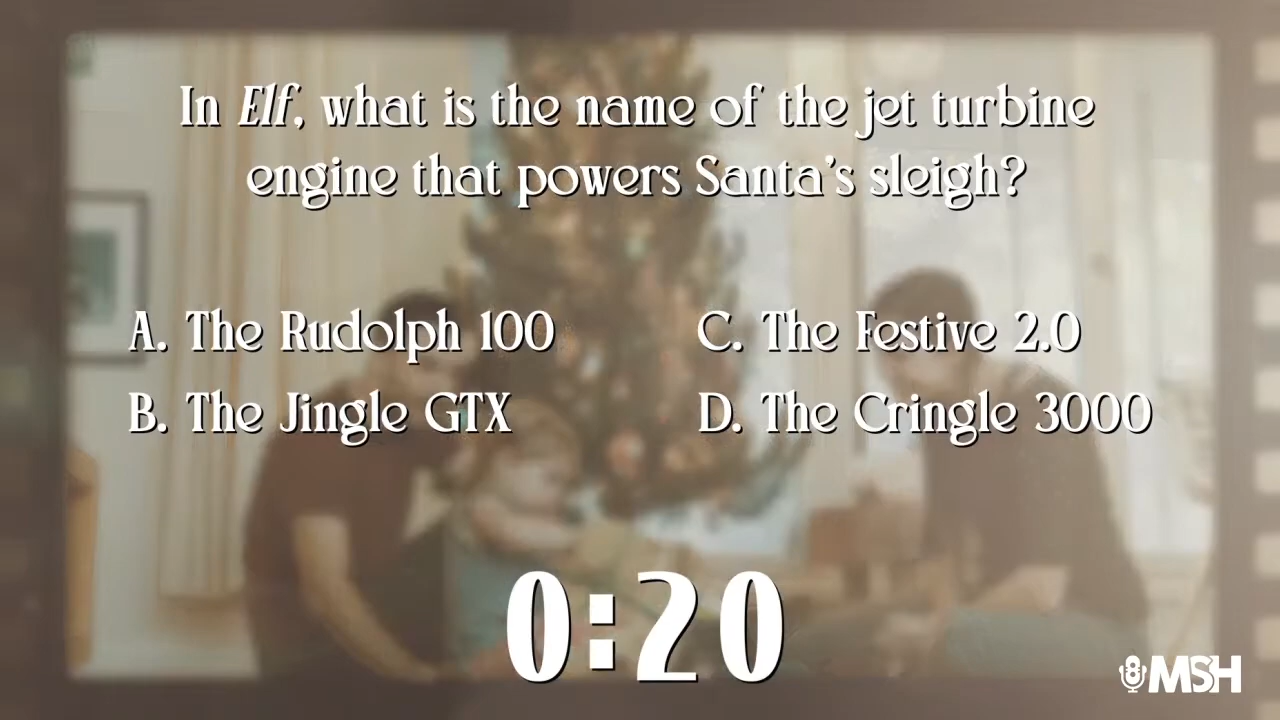 In Elf, what is the name of the jet turbine
engine that powers Santa's sleigh?
A. The Rudolph 100
B. The Jingle GTX
C. The Festive 2.0
D. The Cringle 3000
0:20
MSH